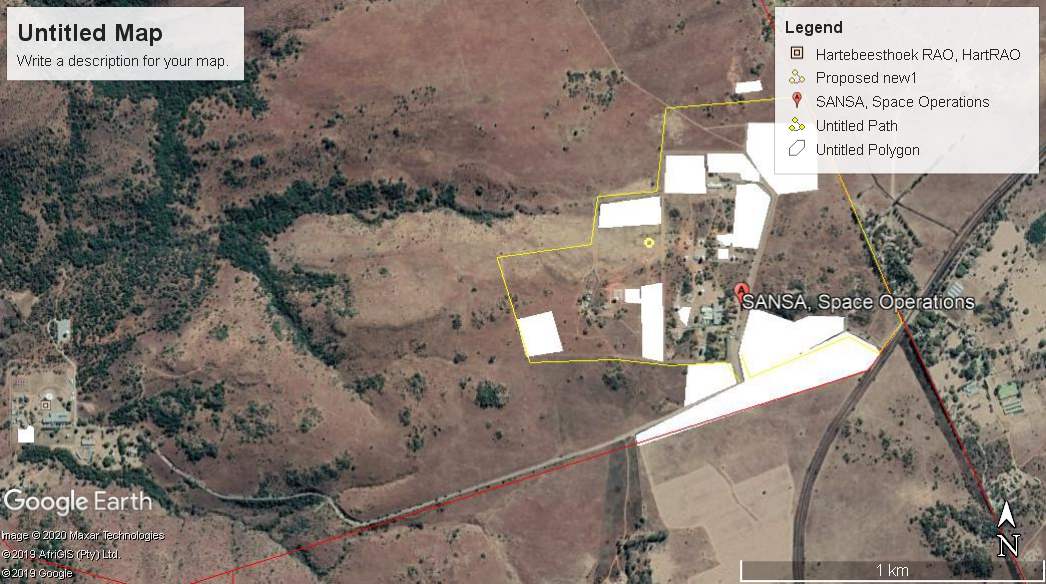 Untitled Map
Write a description for your map.
Legend
Hartebeesthoek RAO, HartRAO
Proposed new1
A SANSA, Space Operations
Untitled Path
Untitled Polygon
A
SANSA, Space Operations
Google Earth
Image © 2020 Maxar Technologies
©2019 AfriGIS (Pty) Ltd.
©2019 Google
N
1 km